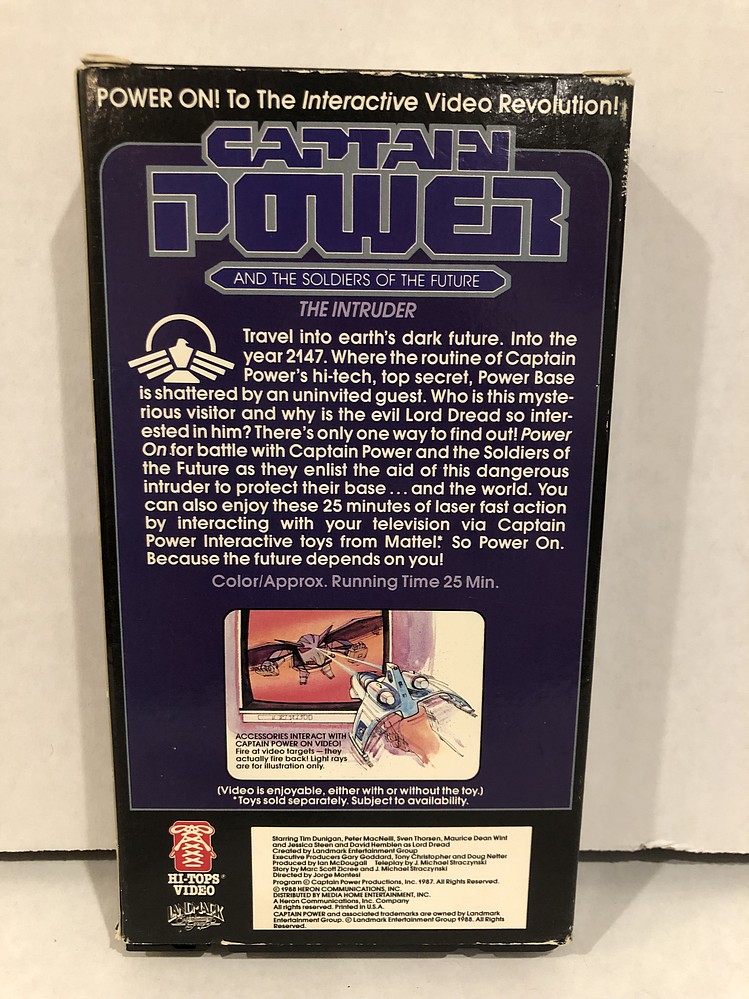 POWER ON! To The Interactive Video Revolution!
CAPTAIN
POWER
AND THE SOLDIERS OF THE FUTURE
THE INTRUDER
Travel into earth's dark future. Into the
year 2147. Where the routine of Captain
Power's hi-tech, top secret, Power Base
is shattered by an uninvited guest. Who is this myste-
rious visitor and why is the evil Lord Dread so inter-
ested in him? There's only one way to find out! Power
On for battle with Captain Power and the Soldiers of
the Future as they enlist the aid of this dangerous
intruder to protect their base...and the world. You
can also enjoy these 25 minutes of laser fast action
by interacting with your television via Captain
Power Interactive toys from Mattel.* So Power On.
Because the future depends on you!
Color/Approx. Running Time 25 Min.
ACCESSORIES INTERACT WITH
CAPTAIN POWER ON VIDEO!
Fire at video targets—they
actually fire back! Light rays
are for illustration only.
(Video is enjoyable, either with or without the toy.)
*Toys sold separately. Subject to availability.
HI-TOPS®
VIDEO
LANDMARK
Starring Tim Dunigan, Peter MacNeill, Sven Thorsen, Maurice Dean Wint
and Jessica Steen and David Hemblen as Lord Dread
Created by Landmark Entertainment Group
Executive Producers Gary Goddard, Tony Christopher and Doug Netter
Produced by Ian McDougall Teleplay by J. Michael Straczynski
Story by Marc Scott Zicree and J. Michael Straczynski
Directed by Jorge Montesi
Program © Captain Power Productions, Inc. 1987. All Rights Reserved.
© 1988 HERON COMMUNICATIONS, INC.
DISTRIBUTED BY MEDIA HOME ENTERTAINMENT, INC.
A Heron Communications, Inc. Company
All rights reserved. Printed in U.S.A.
CAPTAIN POWER and associated trademarks are owned by Landmark
Entertainment Group. © Landmark Entertainment Group 1988. All Rights
Reserved.